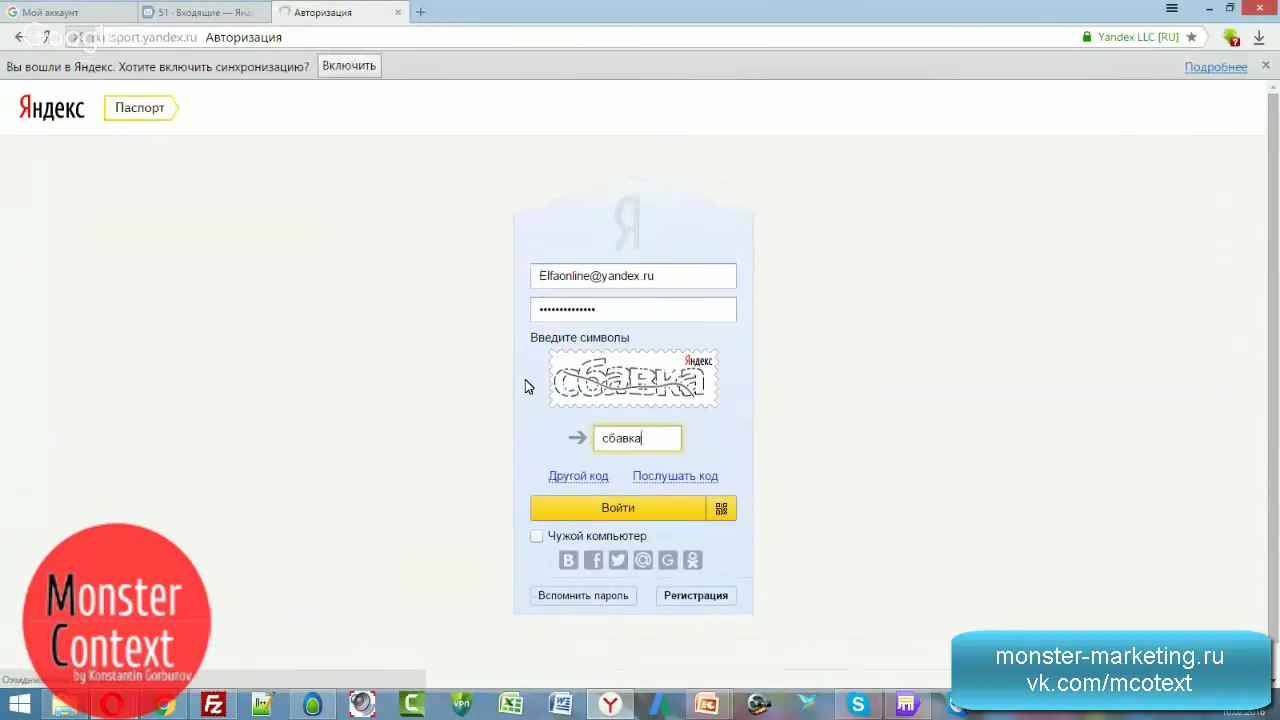 Мой аккаунт
51 · Входящие — Янд
Авторизация
sport.yandex.ru Авторизация
Yandex LLC [RU]
Вы вошли в Яндекс. Хотите включить синхронизацию?
Включить
Подробнее
Яндекс
Паспорт
Я
Elfaonline@yandex.ru
••••••••••••••
Введите символы
Яндекс
сбавка
сбавка
Другой код
Послушать код
Войти
Чужой компьютер
Вспомнить пароль
Регистрация
Monster
Context
by Konstantin Gorbunov
monster-marketing.ru
vk.com/mcotext